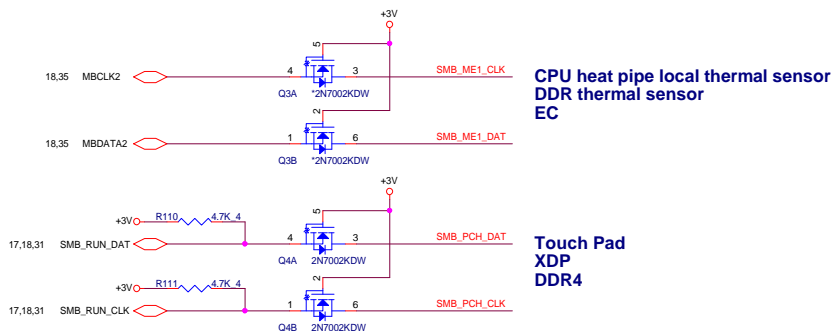 +3V
5
18,35 MBCLK2 4 3 SMB_ME1_CLK
Q3A *2N7002KDW
CPU heat pipe local thermal sensor
DDR thermal sensor
EC
2
18,35 MBDATA2 1 6 SMB_ME1_DAT
Q3B *2N7002KDW
+3V
+3V R110 4.7K_4
5
17,18,31 SMB_RUN_DAT 4 3 SMB_PCH_DAT
Q4A 2N7002KDW
Touch Pad
XDP
DDR4
+3V R111 4.7K_4
2
17,18,31 SMB_RUN_CLK 1 6 SMB_PCH_CLK
Q4B 2N7002KDW